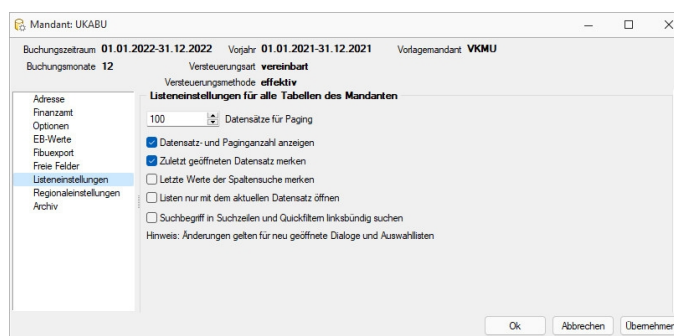 Mandant: UKABU
Buchungszeitraum 01.01.2022-31.12.2022 Vorjahr 01.01.2021-31.12.2021 Vorlagemandant VKMU
Buchungsmonate 12 Versteuerungsart vereinbart
Versteuerungsmethode effektiv
Adresse
Finanzamt
Optionen
EB-Werte
Fibuexport
Freie Felder
Listeneinstellungen
Regionaleinstellungen
Archiv
Listeneinstellungen für alle Tabellen des Mandanten
100 Datensätze für Paging
Datensatz- und Paginganzahl anzeigen
Zuletzt geöffneten Datensatz merken
Letzte Werte der Spaltensuche merken
Listen nur mit dem aktuellen Datensatz öffnen
Suchbegriff in Suchzeilen und Quickfiltern linksbündig suchen
Hinweis: Änderungen gelten für neu geöffnete Dialoge und Auswahllisten
Ok Abbrechen Übernehmen